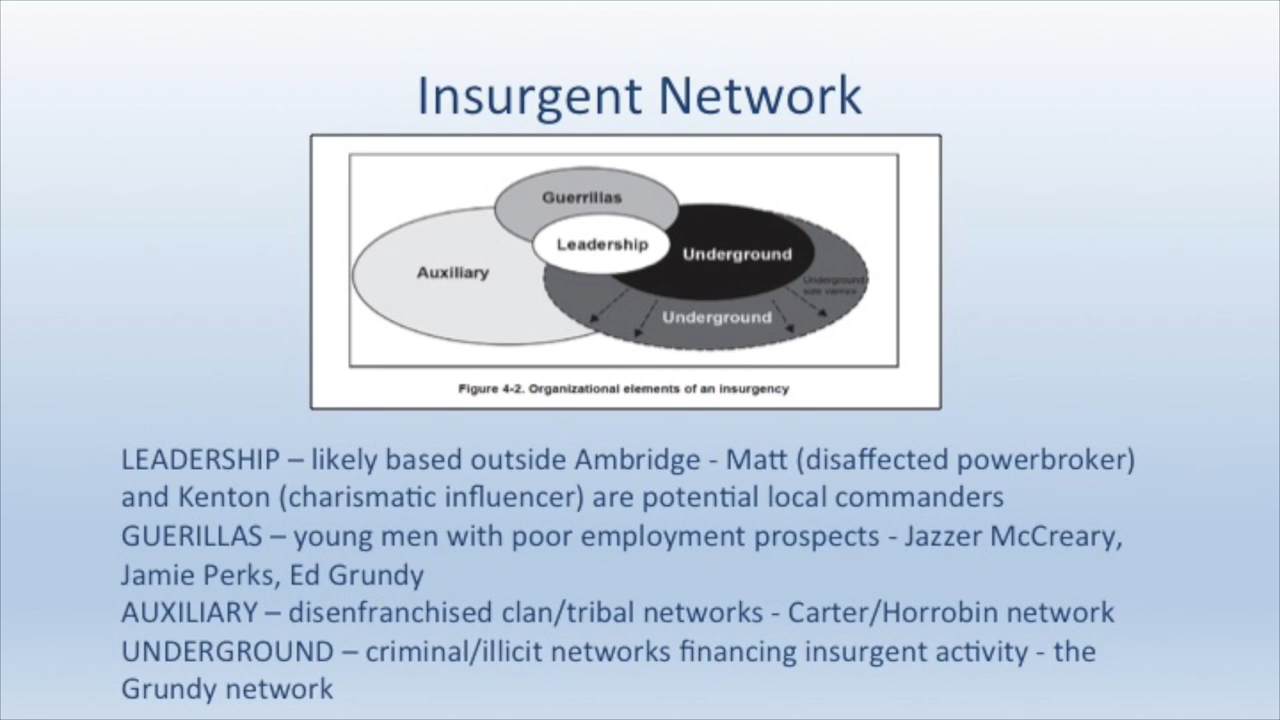 Insurgent Network
Guerrillas
Leadership
Underground
Auxiliary
Underground
size varies
Underground
Figure 4-2. Organizational elements of an insurgency
LEADERSHIP – likely based outside Ambridge - Matt (disaffected powerbroker)
and Kenton (charismatic influencer) are potential local commanders
GUERILLAS – young men with poor employment prospects - Jazzer McCreary,
Jamie Perks, Ed Grundy
AUXILIARY – disenfranchised clan/tribal networks - Carter/Horrobin network
UNDERGROUND – criminal/illicit networks financing insurgent activity - the
Grundy network